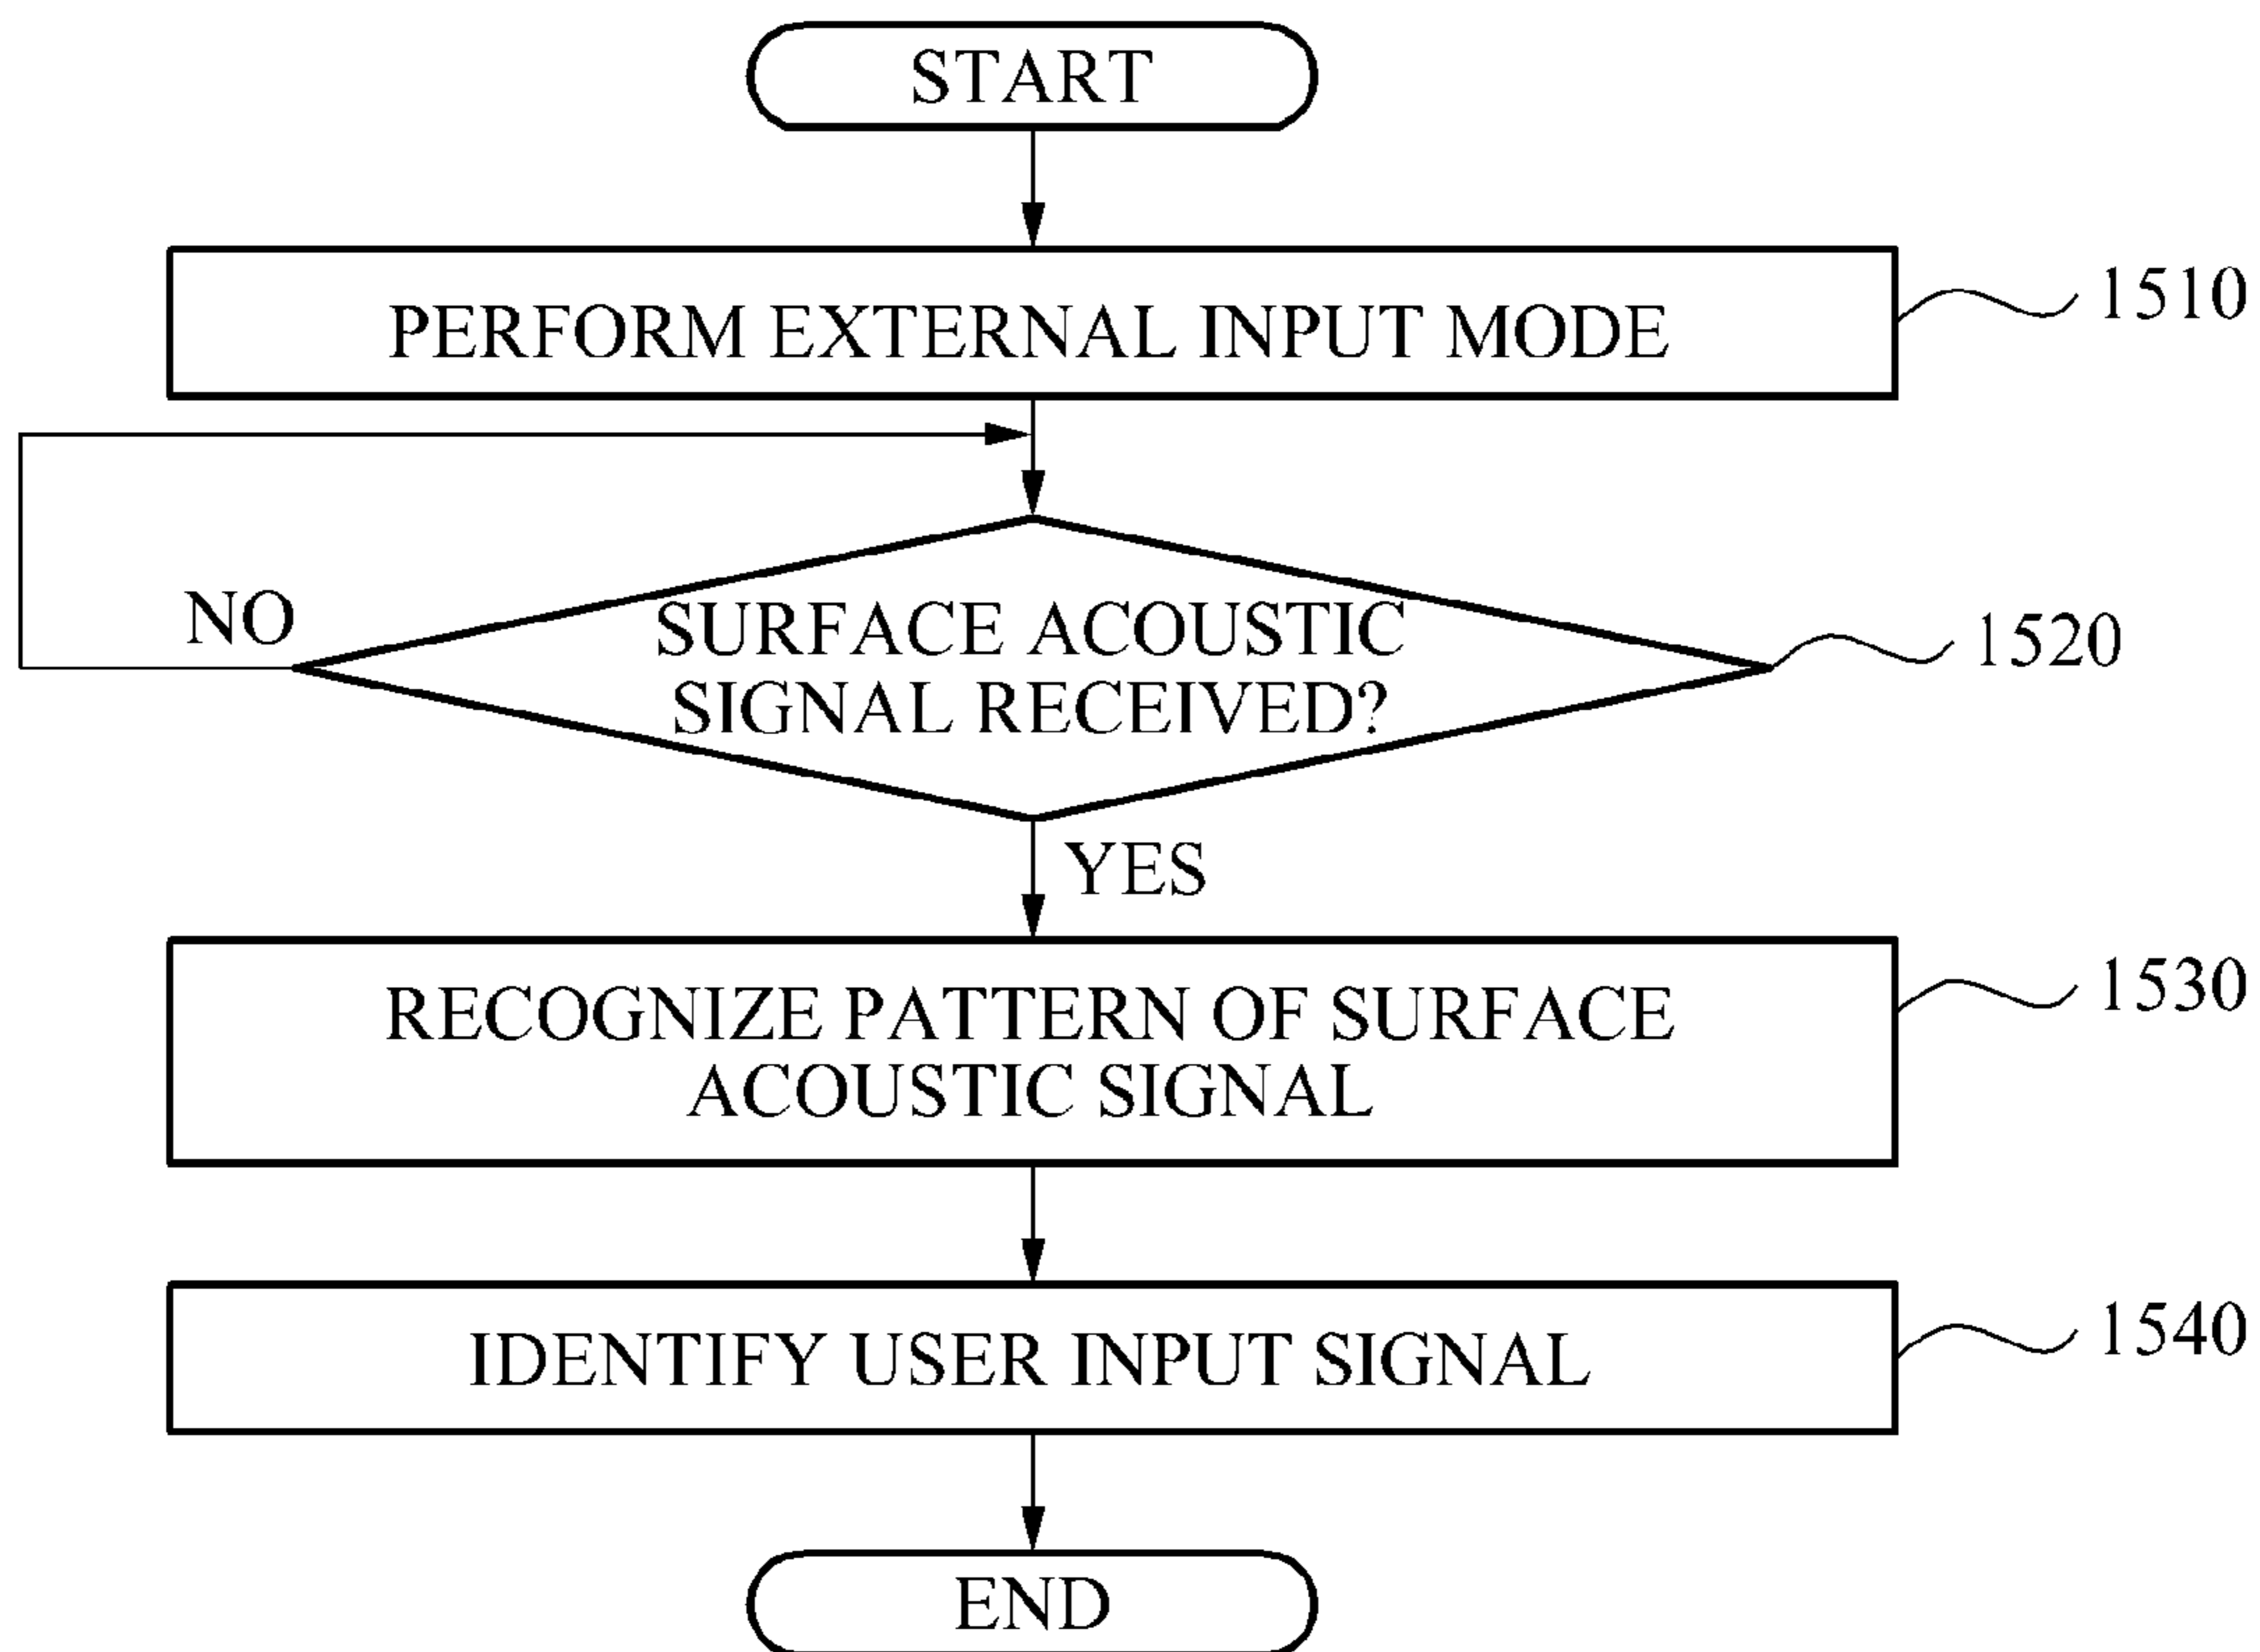 START
PERFORM EXTERNAL INPUT MODE
1510
NO
SURFACE ACOUSTIC
SIGNAL RECEIVED?
1520
YES
RECOGNIZE PATTERN OF SURFACE
ACOUSTIC SIGNAL
1530
IDENTIFY USER INPUT SIGNAL
1540
END